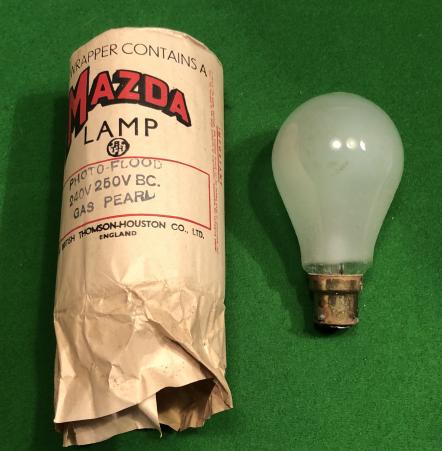 WRAPPER CONTAINS A
MAZDA
LAMP
PHOTO-FLOOD
240V 250V BC.
GAS PEARL
THOMSON-HOUSTON CO., LTD.
ENGLAND